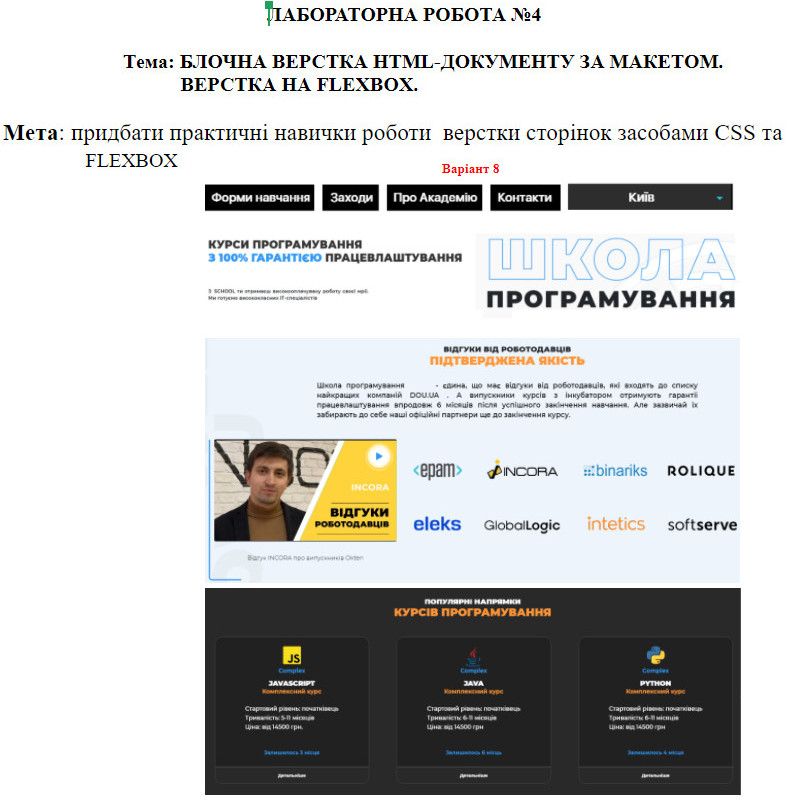 ЛАБОРАТОРНА РОБОТА №4
Тема: БЛОЧНА ВЕРСТКА HTML-ДОКУМЕНТУ ЗА МАКЕТОМ.
ВЕРСТКА НА FLEXBOX.
Мета: придбати практичні навички роботи верстки сторінок засобами CSS та
FLEXBOX
Варіант 8
Форми навчання Заходи Про Академію Контакти Київ
КУРСИ ПРОГРАМУВАННЯ
З 100% ГАРАНТІЄЮ ПРАЦЕВЛАШТУВАННЯ
ШКОЛА
ПРОГРАМУВАННЯ
З SCHOOL ти отримаєш високооплачувану роботу своєї мрії.
Ми готуємо висококласних ІТ-спеціалістів
ВІДГУКИ ВІД РОБОТОДАВЦІВ
ПІДТВЕРДЖЕНА ЯКІСТЬ
Школа програмування - єдина, що має відгуки від роботодавців, які входять до списку
найкращих компаній DOU.UA . А випускники курсів з інкубатором отримують гарантії
працевлаштування впродовж 6 місяців після успішного закінчення навчання. Але зазвичай їх
забирають до себе наші офіційні партнери ще до закінчення курсу.
INCORA
ВІДГУКИ
РОБОТОДАВЦІВ
Відгук INCORA про випускників Okten
<epam> INCORA binariks ROLIQUE
eleks GlobalLogic intetics softserve
ПОПУЛЯРНІ НАПРЯМКИ
КУРСІВ ПРОГРАМУВАННЯ
JS
Complex
JAVASCRIPT
Комплексний курс
Стартовий рівень: початківець
Тривалість: 5-11 місяців
Ціна: від 14500 грн.
Залишилось 3 місця
Детальніше
Complex
JAVA
Комплексний курс
Стартовий рівень: початківець
Тривалість: 6-11 місяців
Ціна: від 14500 грн
Залишилось 6 місць
Детальніше
Complex
PYTHON
Комплексний курс
Стартовий рівень: початківець
Тривалість: 6-11 місяців
Ціна: від 14500 грн
Залишилось 4 місця
Детальніше